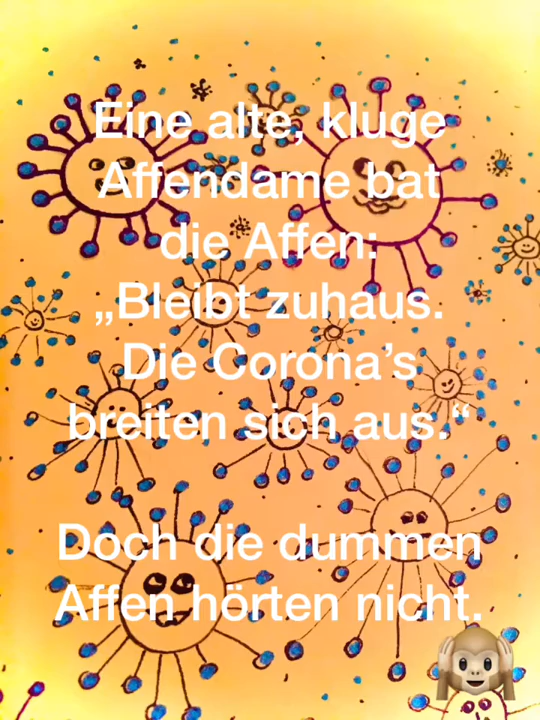 Eine alte, kluge
Affendame bat
die Affen:
„Bleibt zuhaus.
Die Corona’s
breiten sich aus.“
Doch die dummen
Affen hörten nicht.